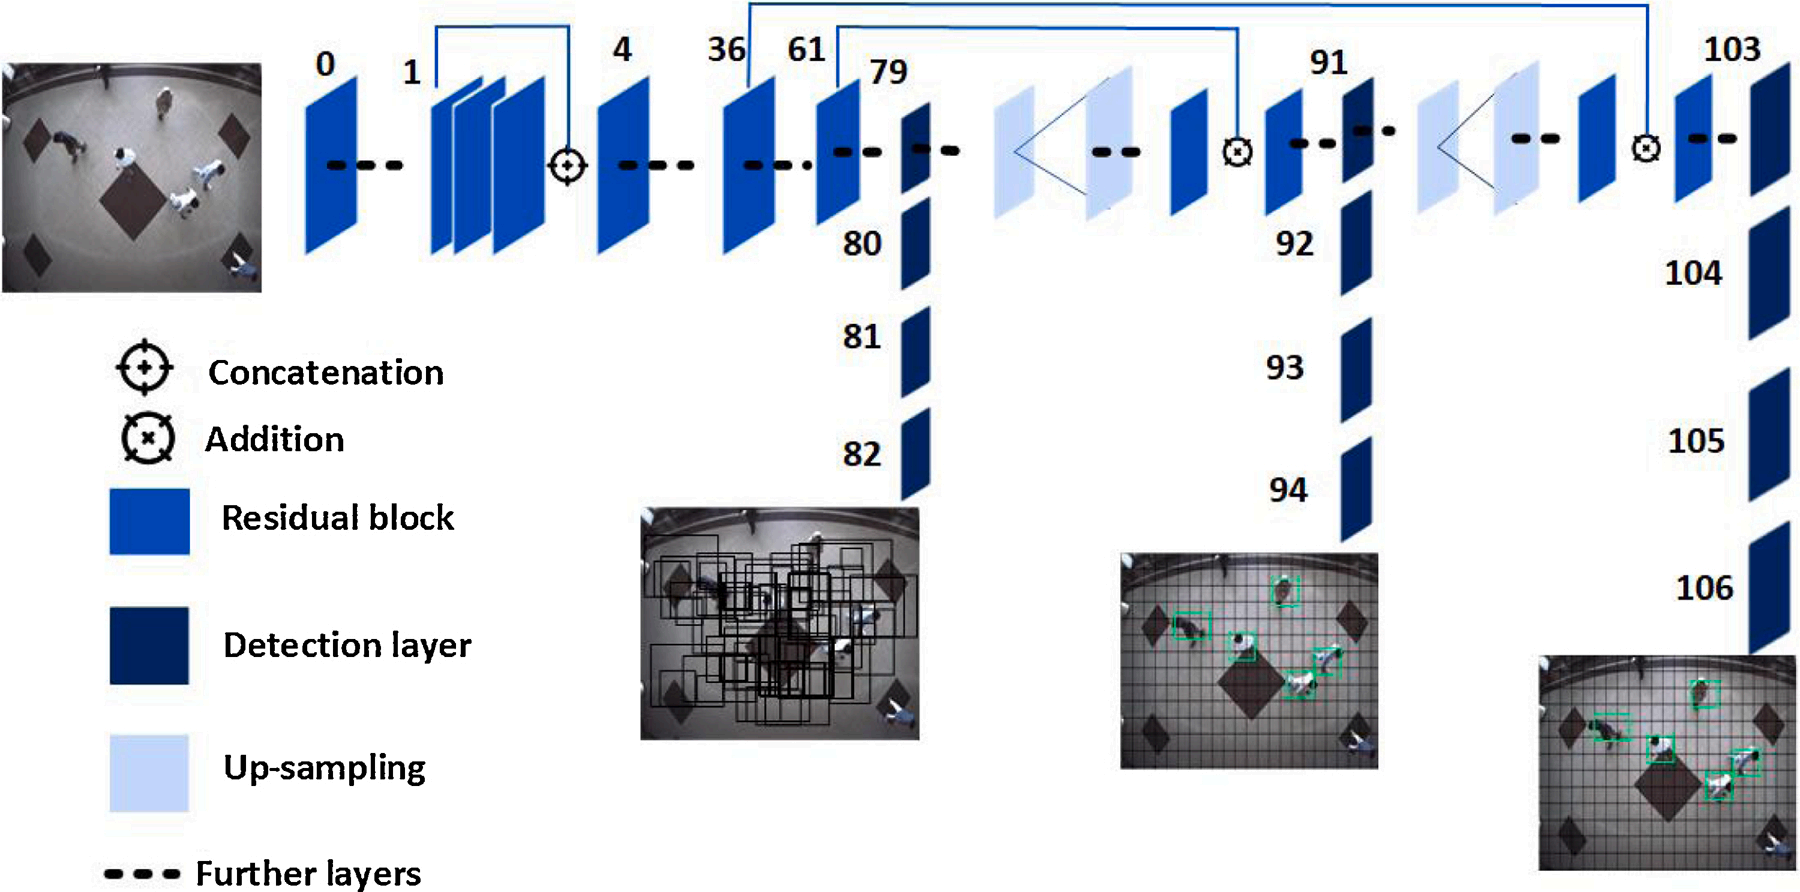 0
1
4
36
61
79
91
103
80
92
104
81
93
105
82
94
106
Concatenation
Addition
Residual block
Detection layer
Up-sampling
Further layers